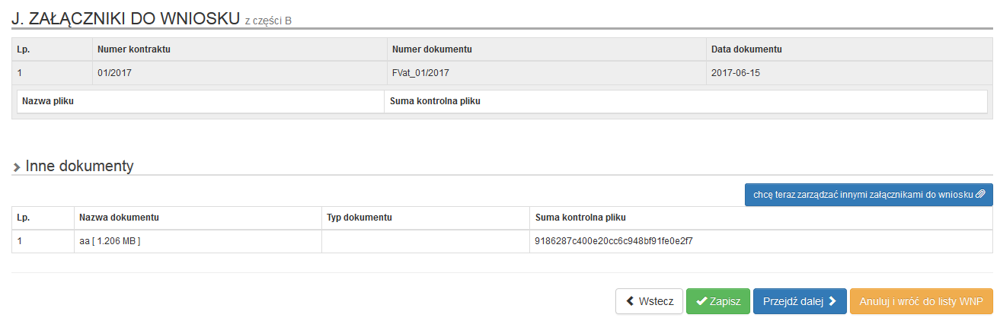 J. ZAŁĄCZNIKI DO WNIOSKU z części B
Lp. Numer kontraktu Numer dokumentu Data dokumentu
1 01/2017 FVat_01/2017 2017-06-15
Nazwa pliku Suma kontrolna pliku
Inne dokumenty
chcę teraz zarządzać innymi załącznikami do wniosku
Lp. Nazwa dokumentu Typ dokumentu Suma kontrolna pliku
1 aa [ 1.206 MB ] 9186287c400e20cc6c948bf91fe0e2f7
Wstecz Zapisz Przejdź dalej Anuluj i wróć do listy WNP